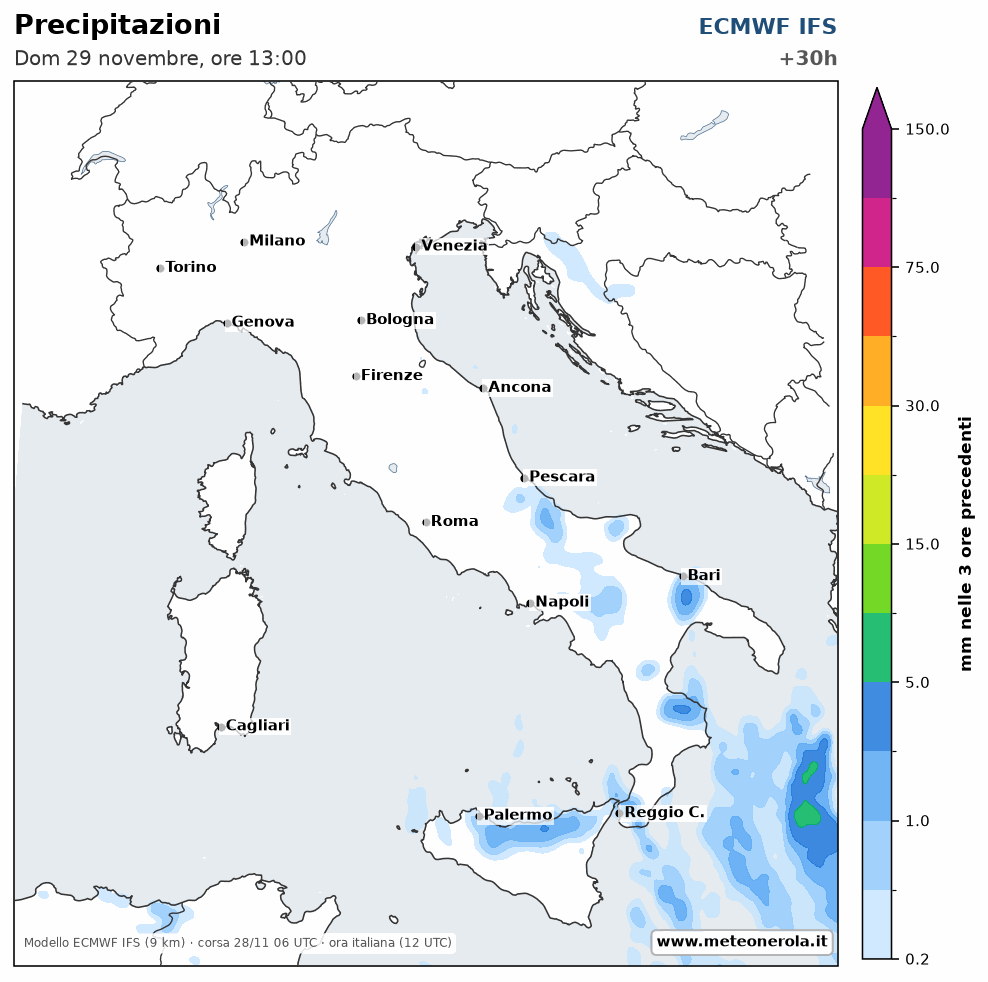 Precipitazioni
ECMWF IFS
Dom 29 novembre, ore 13:00
+30h
150.0
75.0
30.0
15.0
5.0
1.0
0.2
mm nelle 3 ore precedenti
Milano
Venezia
Torino
Genova
Bologna
Firenze
Ancona
Pescara
Roma
Bari
Napoli
Cagliari
Palermo
Reggio C.
Modello ECMWF IFS (9 km) · corsa 28/11 06 UTC · ora italiana (12 UTC)
www.meteonerola.it